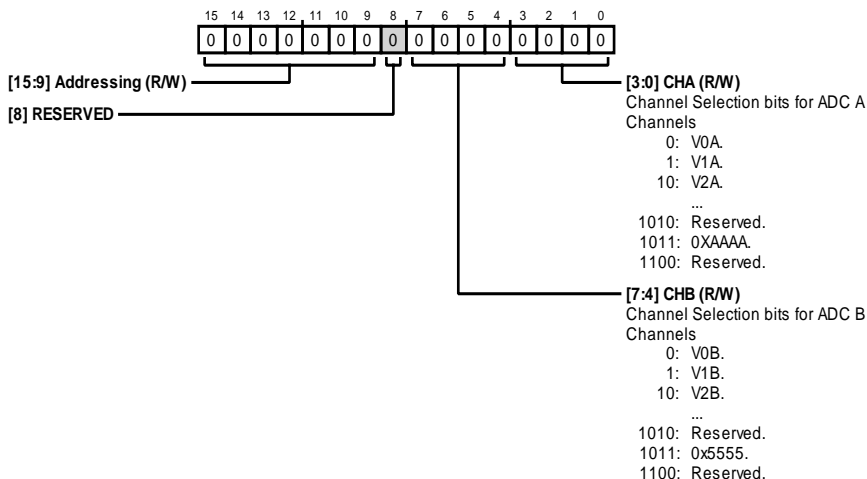 15 14 13 12 11 10 9 8 7 6 5 4 3 2 1 0
0 0 0 0 0 0 0 0 0 0 0 0 0 0 0 0
[15:9] Addressing (R/W)
[8] RESERVED
[3:0] CHA (R/W)
Channel Selection bits for ADC A
Channels
0: V0A.
1: V1A.
10: V2A.
...
1010: Reserved.
1011: 0XAAAA.
1100: Reserved.
[7:4] CHB (R/W)
Channel Selection bits for ADC B
Channels
0: V0B.
1: V1B.
10: V2B.
...
1010: Reserved.
1011: 0x5555.
1100: Reserved.